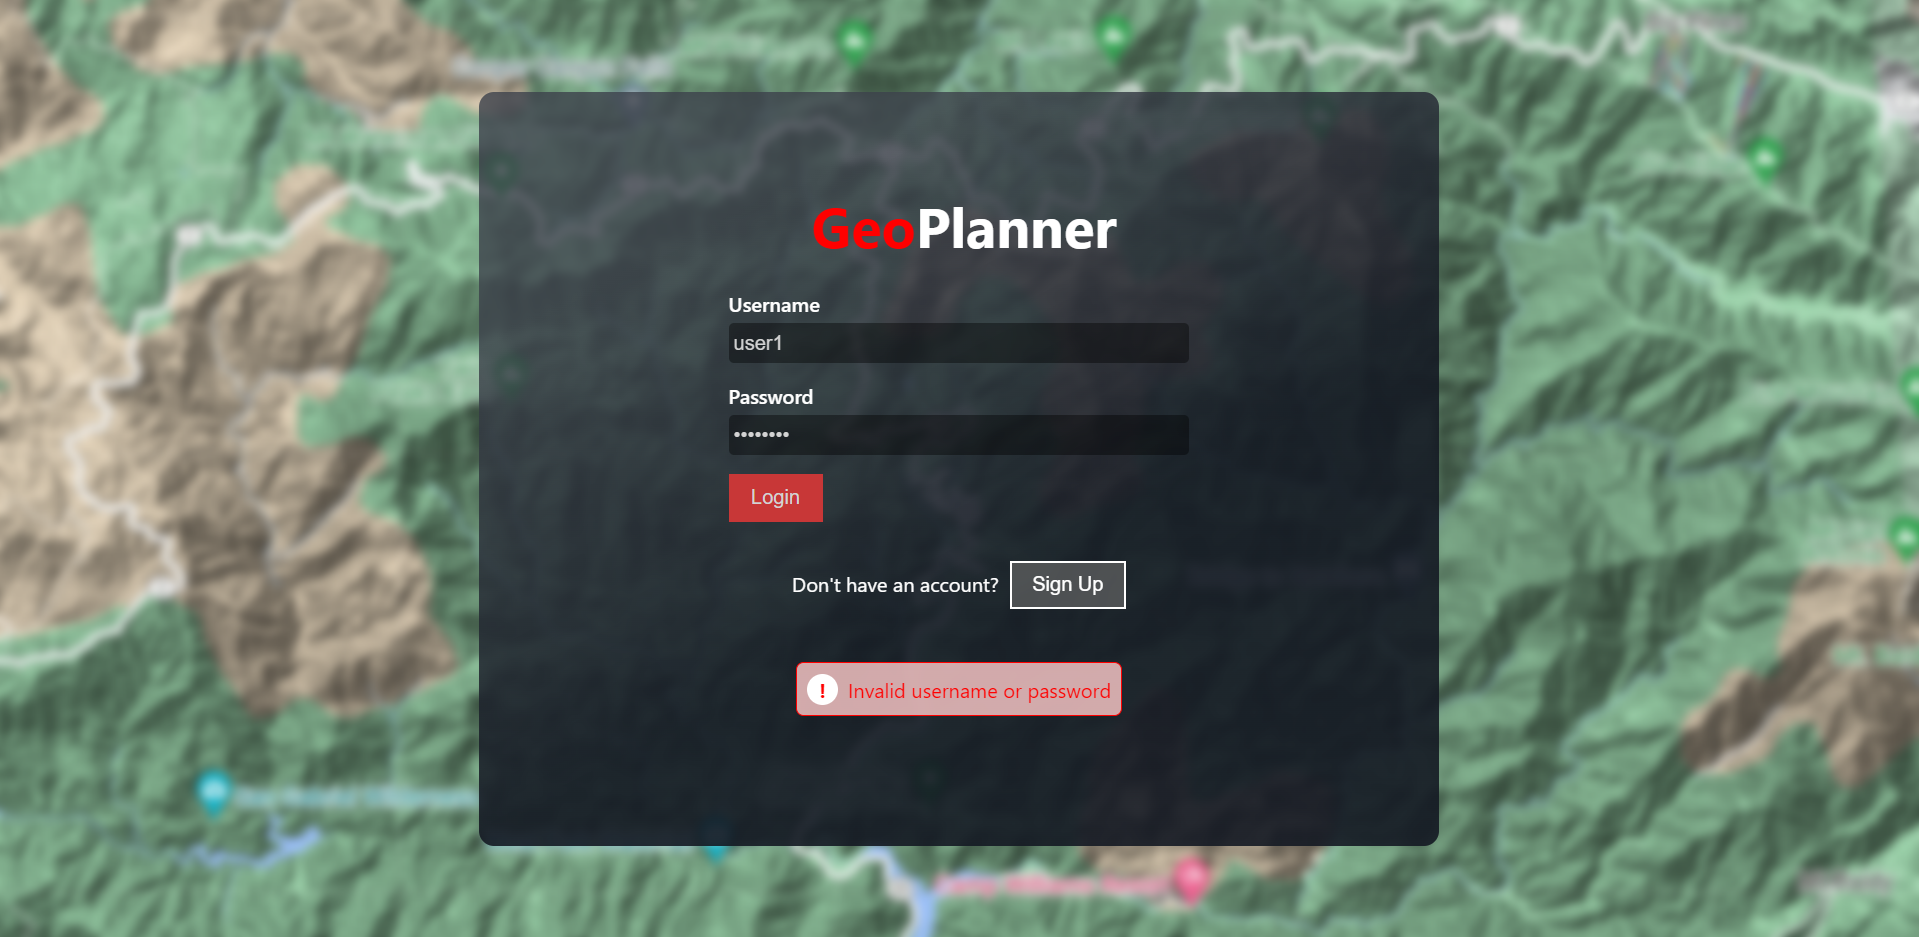 GeoPlanner
Username
user1
Password
••••••••
Login
Don't have an account? Sign Up
! Invalid username or password